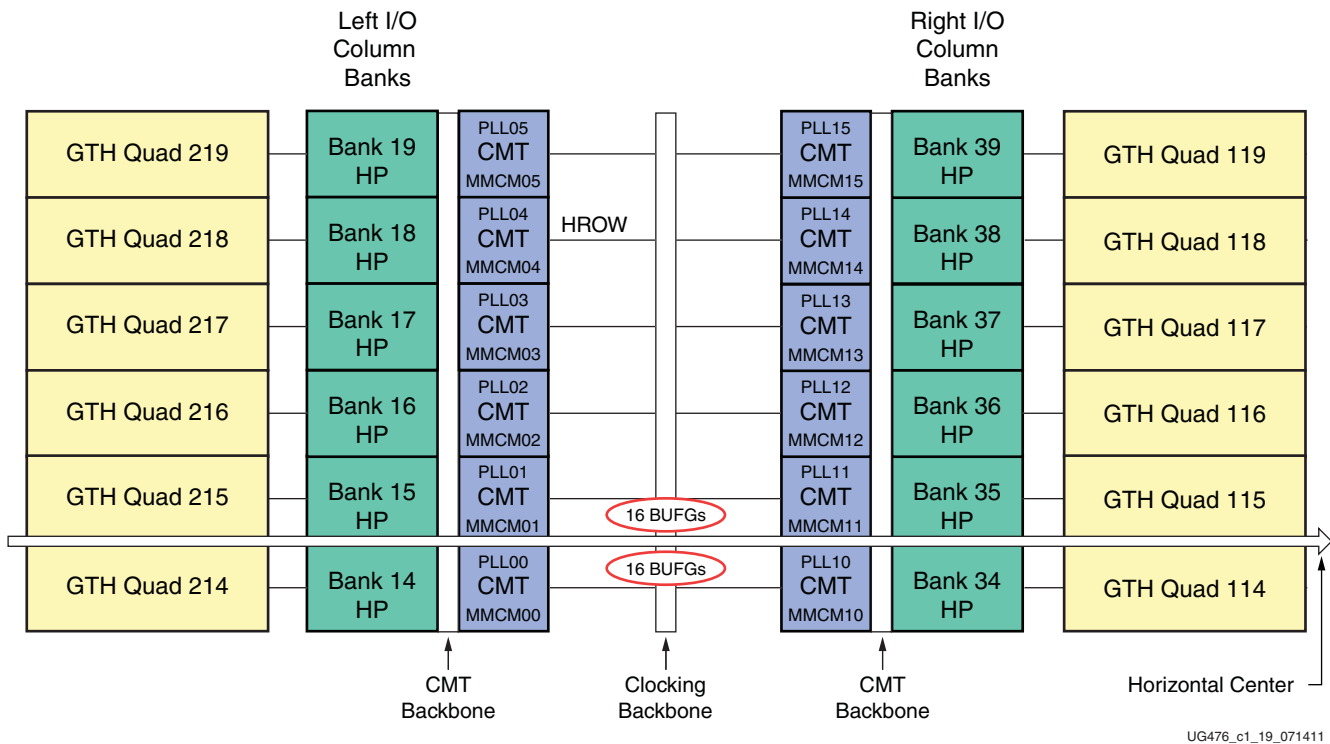 Left I/O
Column
Banks
Right I/O
Column
Banks
GTH Quad 219
Bank 19
HP
PLL05
CMT
MMCM05
PLL15
CMT
MMCM15
Bank 39
HP
GTH Quad 119
GTH Quad 218
Bank 18
HP
PLL04
CMT
MMCM04
HROW
PLL14
CMT
MMCM14
Bank 38
HP
GTH Quad 118
GTH Quad 217
Bank 17
HP
PLL03
CMT
MMCM03
PLL13
CMT
MMCM13
Bank 37
HP
GTH Quad 117
GTH Quad 216
Bank 16
HP
PLL02
CMT
MMCM02
PLL12
CMT
MMCM12
Bank 36
HP
GTH Quad 116
GTH Quad 215
Bank 15
HP
PLL01
CMT
MMCM01
16 BUFGs
PLL11
CMT
MMCM11
Bank 35
HP
GTH Quad 115
GTH Quad 214
Bank 14
HP
PLL00
CMT
MMCM00
16 BUFGs
PLL10
CMT
MMCM10
Bank 34
HP
GTH Quad 114
CMT
Backbone
Clocking
Backbone
CMT
Backbone
Horizontal Center
UG476_c1_19_071411